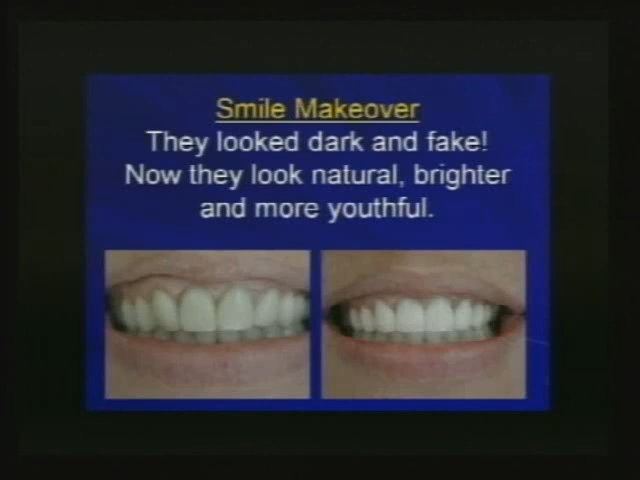 Smile Makeover
They looked dark and fake!
Now they look natural, brighter
and more youthful.